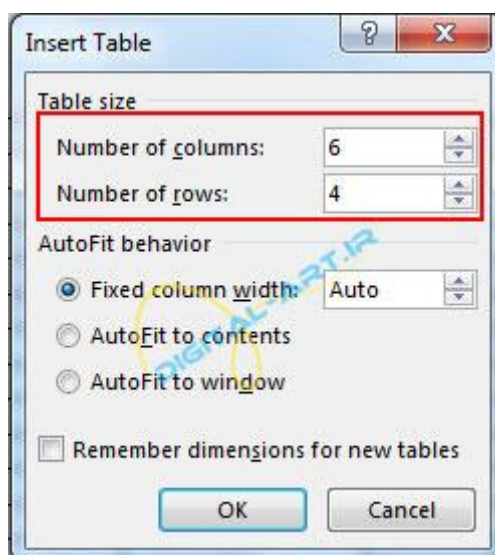 Insert Table
Table size
Number of columns: 6
Number of rows: 4
AutoFit behavior
Fixed column width: Auto
AutoFit to contents
AutoFit to window
DIGITAL-ART.IR
Remember dimensions for new tables
OK Cancel